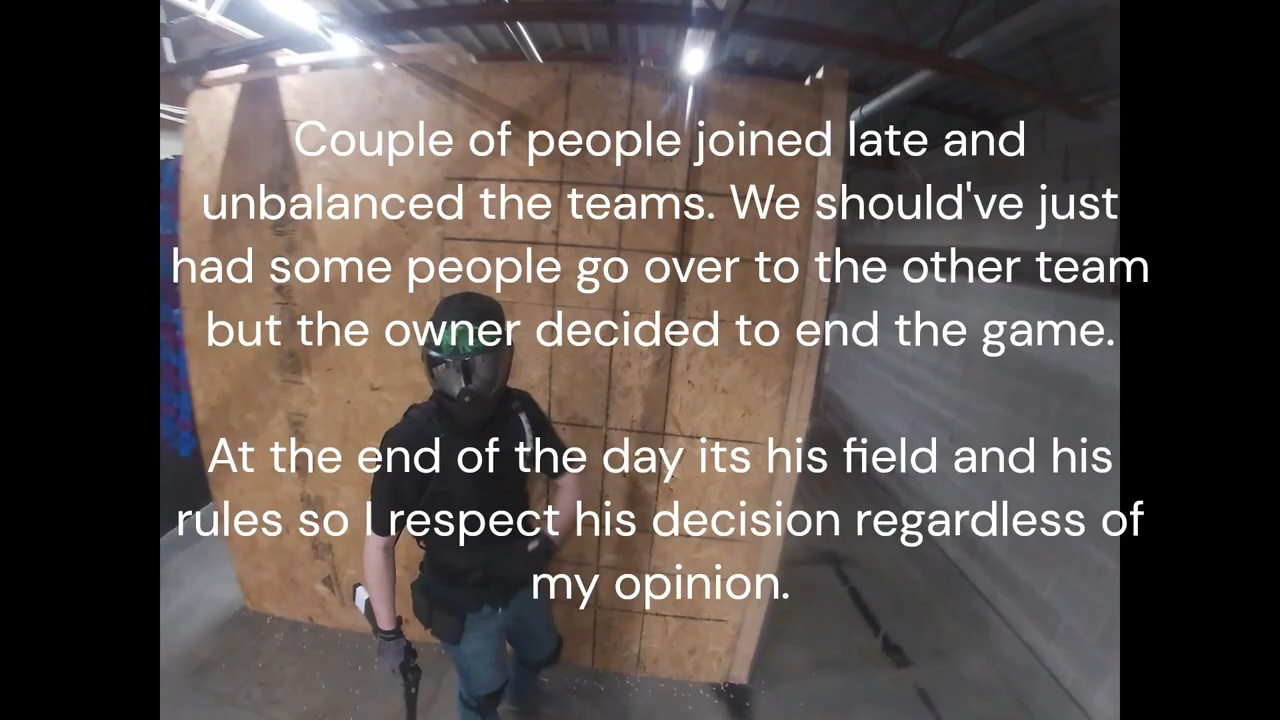 Couple of people joined late and
unbalanced the teams. We should've just
had some people go over to the other team
but the owner decided to end the game.
At the end of the day its his field and his
rules so I respect his decision regardless of
my opinion.